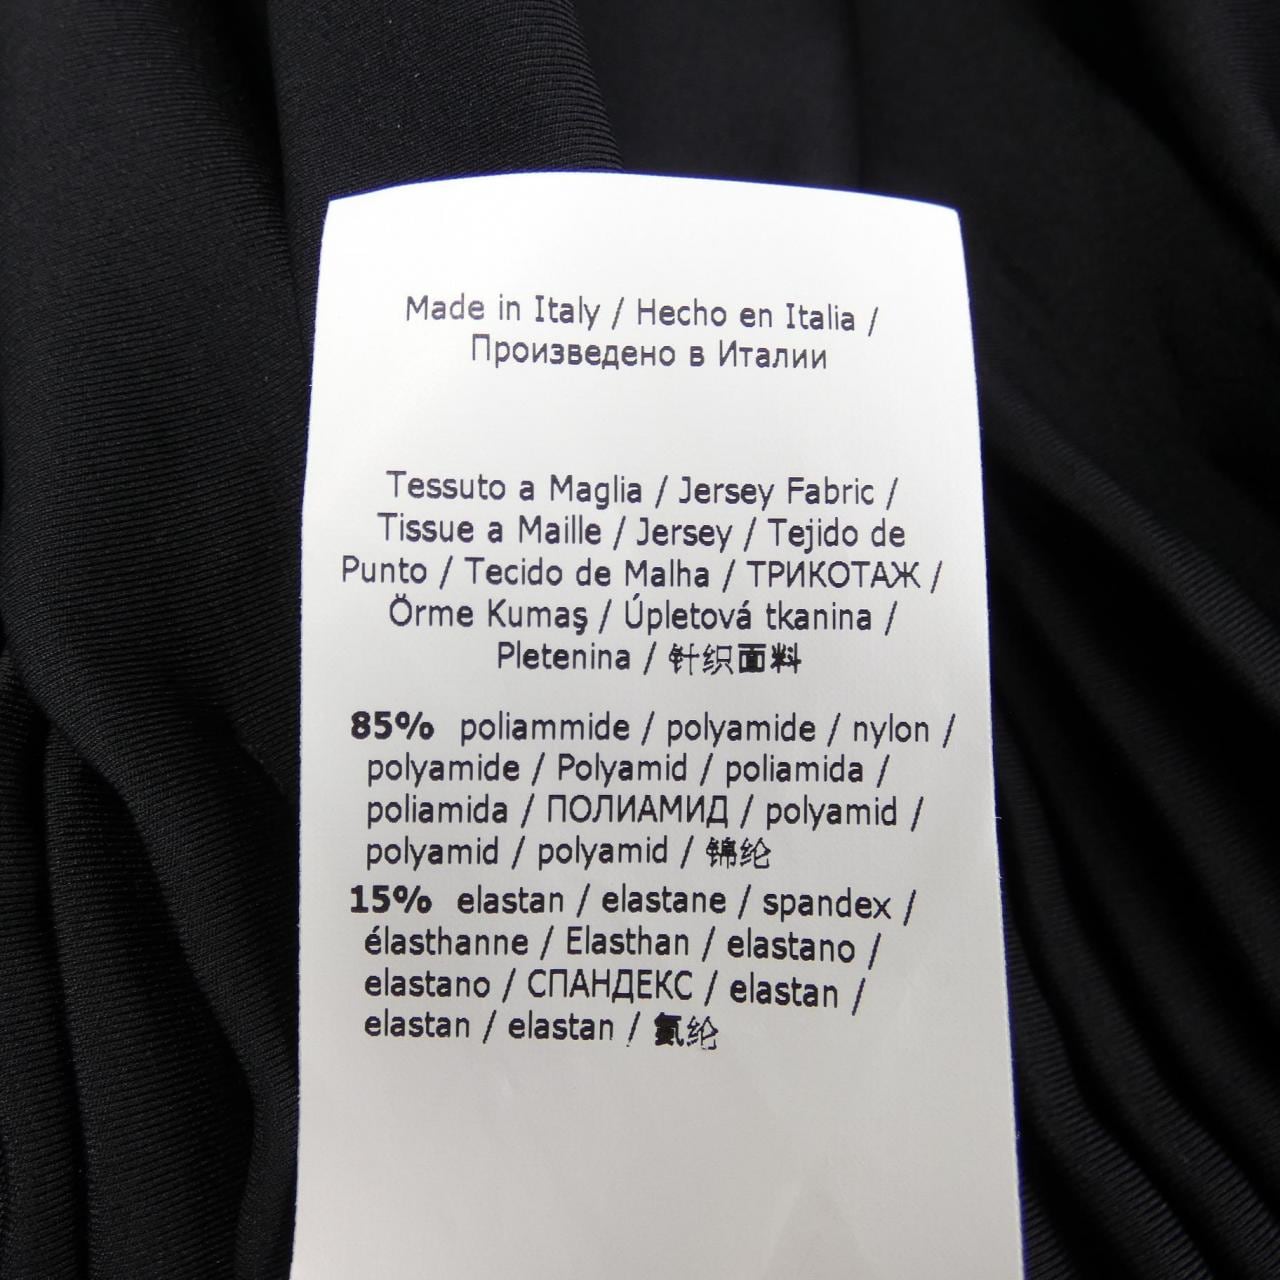 Made in Italy / Hecho en Italia /
Произведено в Италии
Tessuto a Maglia / Jersey Fabric /
Tissue a Maille / Jersey / Tejido de
Punto / Tecido de Malha / ТРИКОТАЖ /
Örme Kumaş / Úpletová tkanina /
Pletenina / 针织面料
85% poliammide / polyamide / nylon /
polyamide / Polyamid / poliamida /
poliamida / ПОЛИАМИД / polyamid /
polyamid / polyamid / 锦纶
15% elastan / elastane / spandex /
élasthanne / Elasthan / elastano /
elastano / СПАНДЕКС / elastan /
elastan / elastan / 氨纶